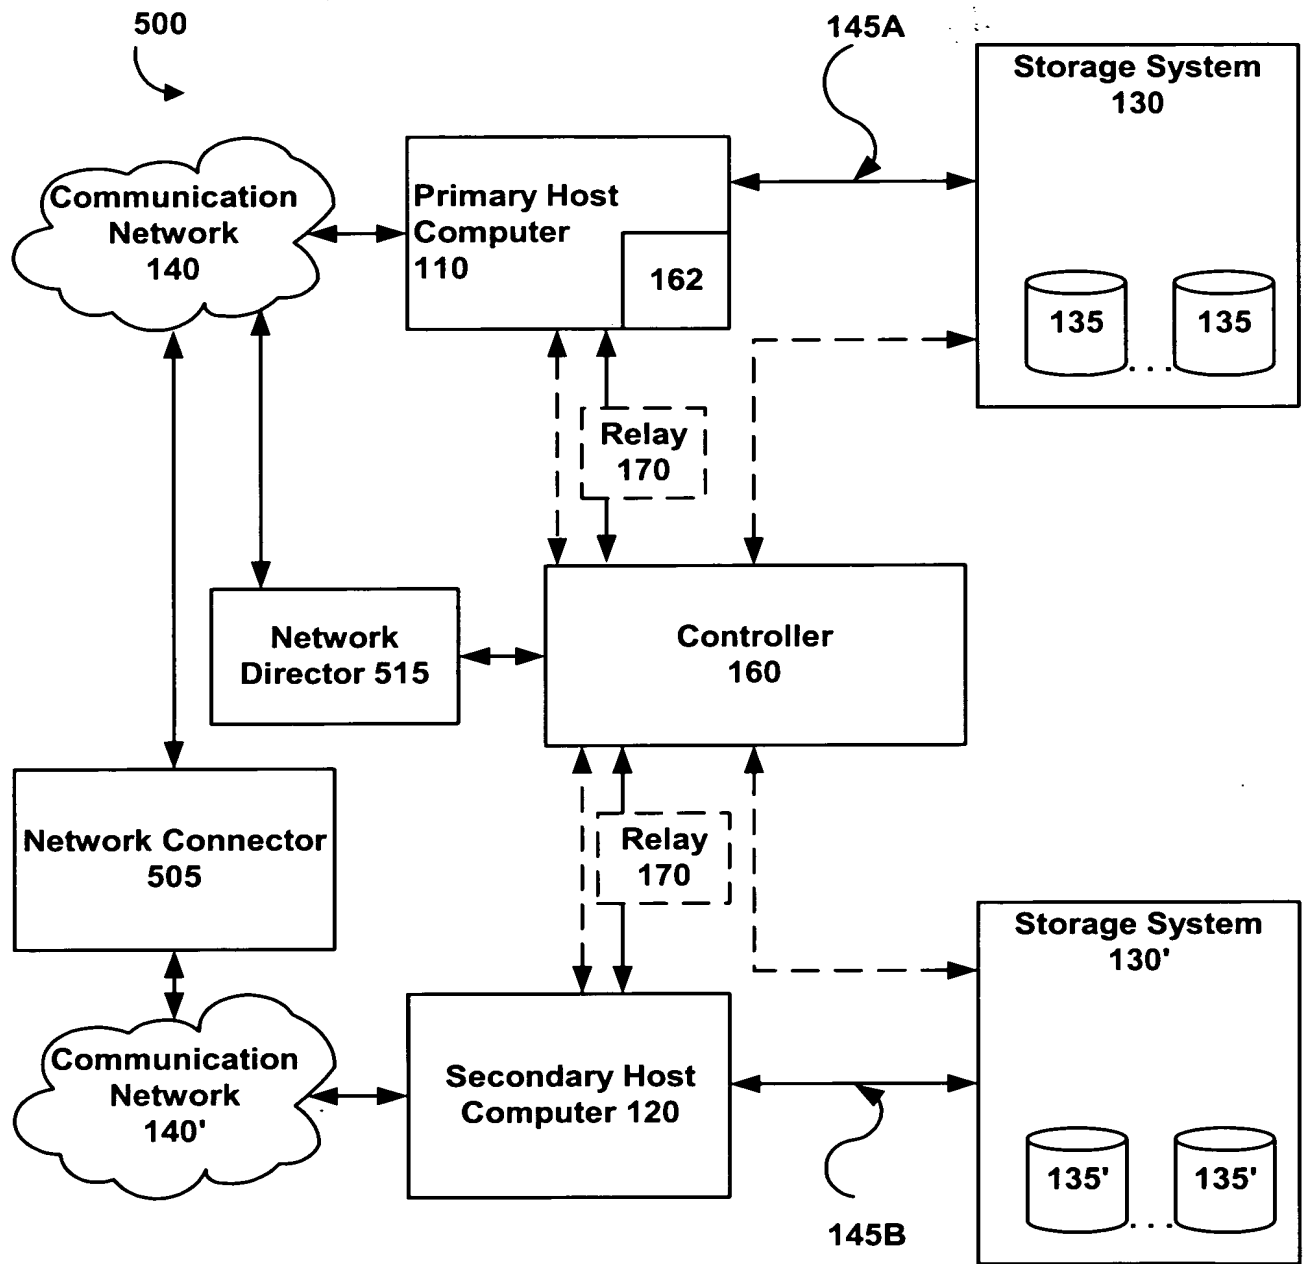 500
145A
Storage System
130
Communication
Network
140
Primary Host
Computer
110
162
135
135
...
Relay
170
Network
Director 515
Controller
160
Network Connector
505
Relay
170
Storage System
130'
Communication
Network
140'
Secondary Host
Computer 120
135'
135'
...
145B